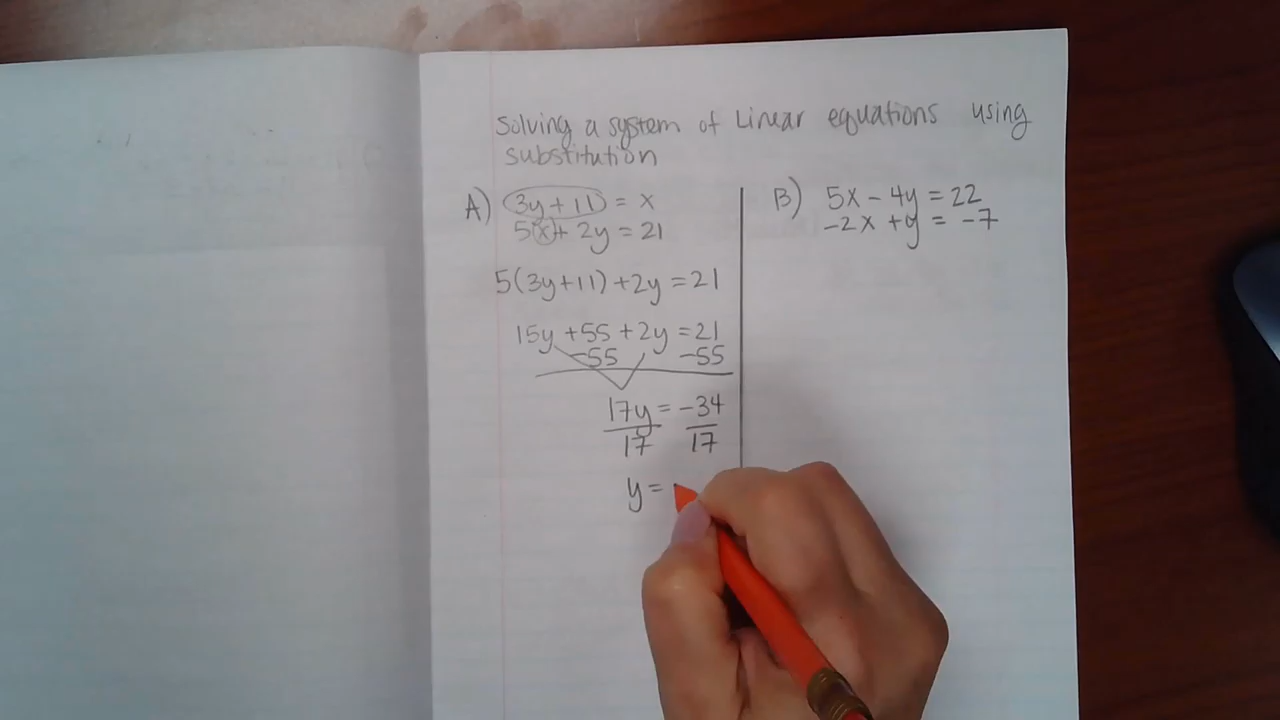 Solving a system of Linear equations using
substitution
A) 3y + 11 = x
5x + 2y = 21
5(3y+11) +2y = 21
15y +55 + 2y = 21
-55 -55
17y = -34
17 17
y =
B) 5x - 4y = 22
-2x + y = -7